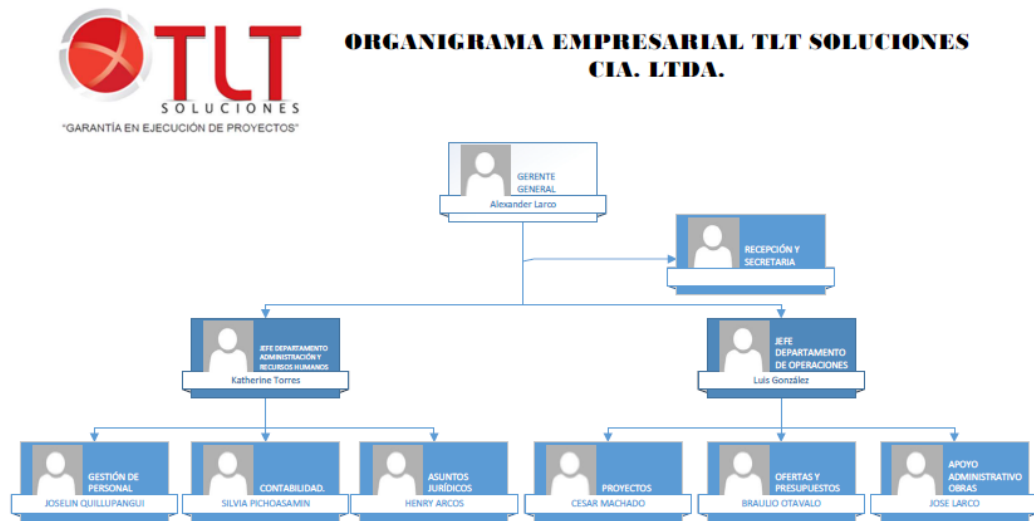 TLT
SOLUCIONES
"GARANTÍA EN EJECUCIÓN DE PROYECTOS"
ORGANIGRAMA EMPRESARIAL TLT SOLUCIONES
CIA. LTDA.
GERENTE
GENERAL
Alexander Larco
RECEPCIÓN Y
SECRETARIA
JEFE DEPARTAMENTO
ADMINISTRACIÓN Y
RECURSOS HUMANOS
Katherine Torres
JEFE
DEPARTAMENTO
DE OPERACIONES
Luis González
GESTIÓN DE
PERSONAL
JOSELIN QUILLUPANGUI
CONTABILIDAD.
SILVIA PICHOASAMIN
ASUNTOS
JURÍDICOS
HENRY ARCOS
PROYECTOS
CESAR MACHADO
OFERTAS Y
PRESUPUESTOS
BRAULIO OTAVALO
APOYO
ADMINISTRATIVO
OBRAS
JOSE LARCO